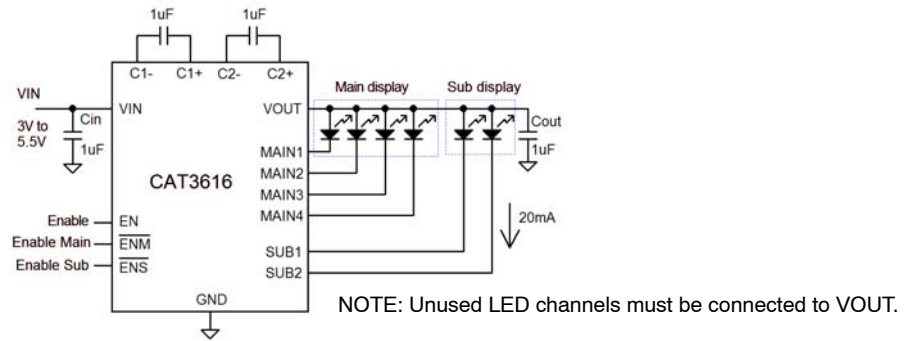 1uF
1uF
C1-
C1+
C2-
C2+
Main display
Sub display
VIN
Cin
VIN
VOUT
Cout
3V to
5.5V
1uF
1uF
MAIN1
MAIN2
CAT3616
MAIN3
MAIN4
20mA
Enable
EN
Enable Main
ENM
Enable Sub
ENS
SUB1
SUB2
GND
NOTE: Unused LED channels must be connected to VOUT.